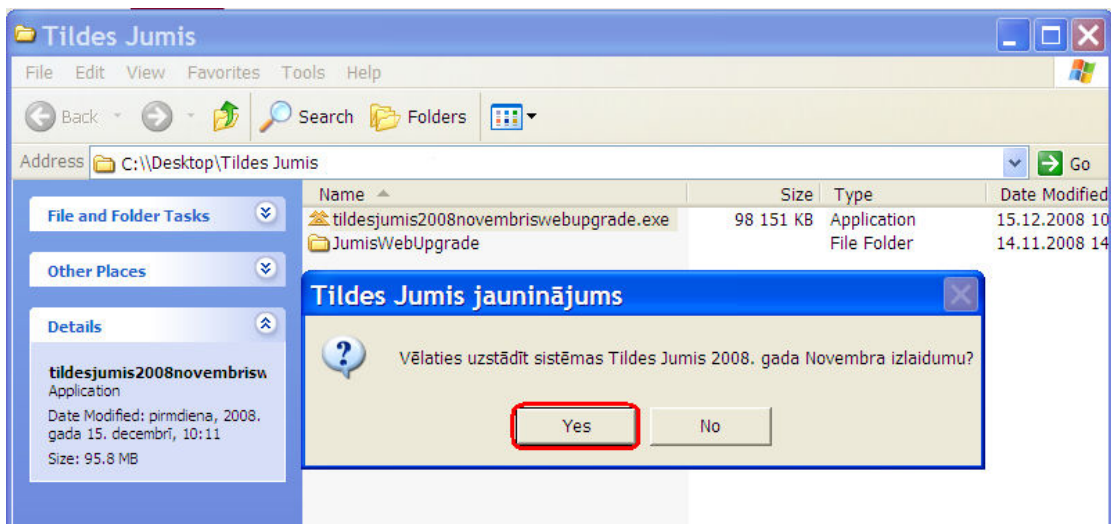 Tildes Jumis
File Edit View Favorites Tools Help
Back Search Folders
Address C:\\Desktop\Tildes Jumis Go
Name Size Type Date Modified
tildesjumis2008novembriswebupgrade.exe 98 151 KB Application 15.12.2008 10
JumisWebUpgrade File Folder 14.11.2008 14
File and Folder Tasks
Other Places
Details
tildesjumis2008novembrisw
Application
Date Modified: pirmdiena, 2008.
gada 15. decembrī, 10:11
Size: 95.8 MB
Tildes Jumis jauninājums
Vēlaties uzstādīt sistēmas Tildes Jumis 2008. gada Novembra izlaidumu?
Yes No